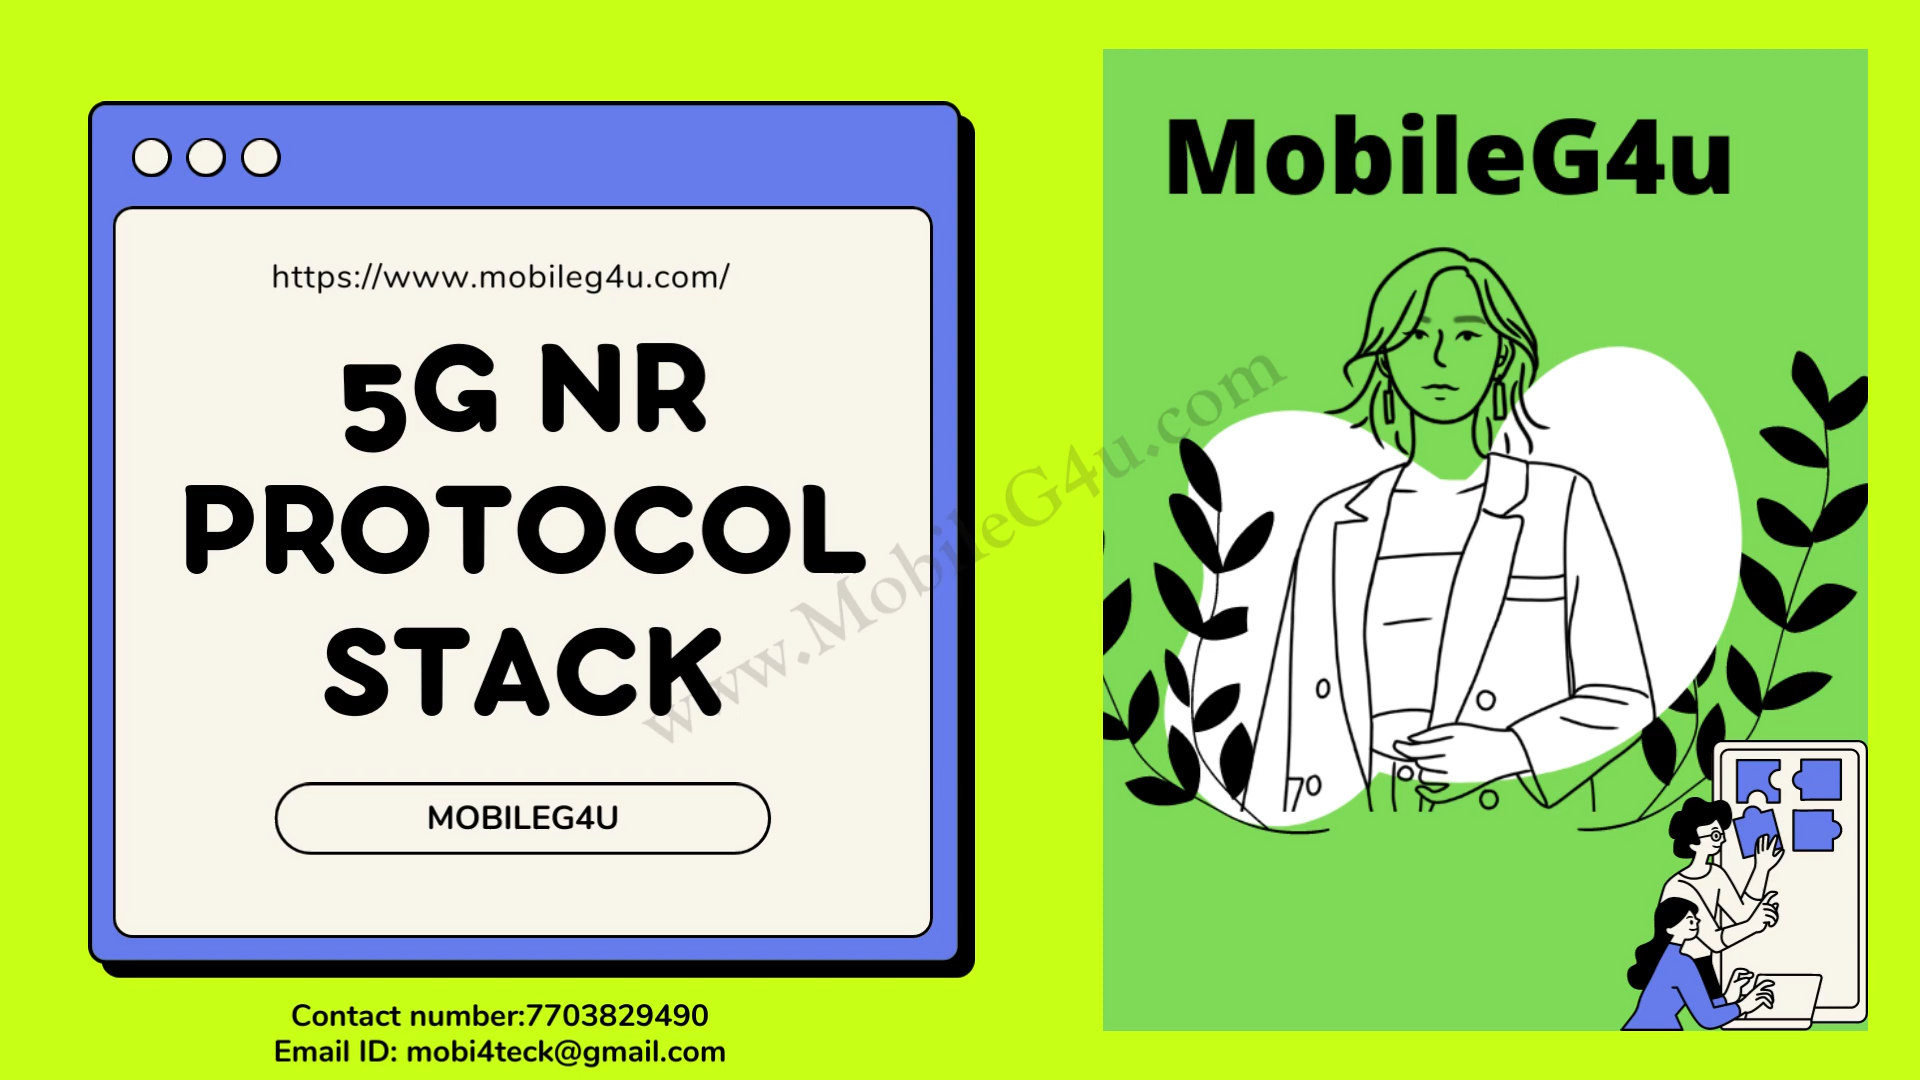 https://www.mobileg4u.com/
5G NR
PROTOCOL
STACK
MOBILEG4U
Contact number:7703829490
Email ID: mobi4teck@gmail.com
MobileG4u
www.MobileG4u.com